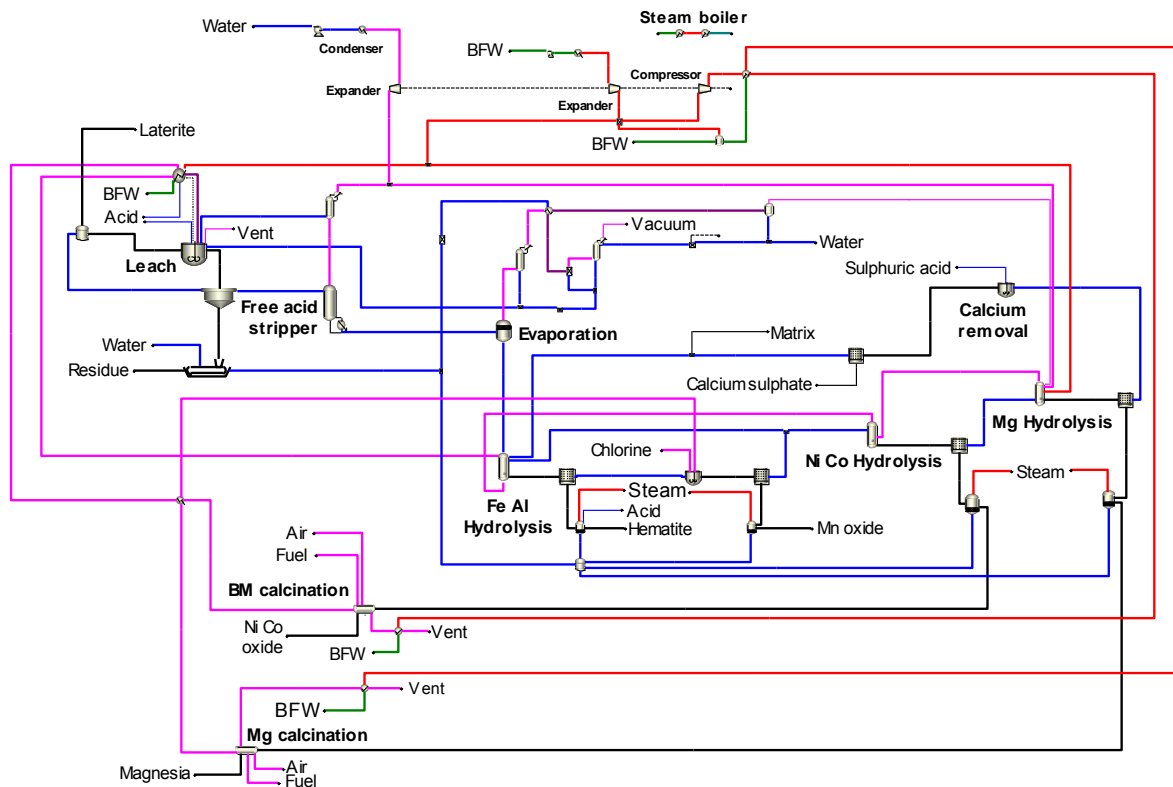 Steam boiler
Water
BFW
Condenser
Compressor
Expander
Expander
Laterite
BFW
BFW
Acid
Vent
Vacuum
Water
Leach
Sulphuric acid
Free acid
stripper
Calcium
removal
Evaporation
Matrix
Water
Residue
Calcium sulphate
Mg Hydrolysis
Chlorine
Ni Co Hydrolysis
Steam
Steam
Fe Al
Hydrolysis
Acid
Hematite
Mn oxide
Air
Fuel
BM calcination
Ni Co
oxide
Vent
BFW
Vent
BFW
Mg calcination
Magnesia
Air
Fuel